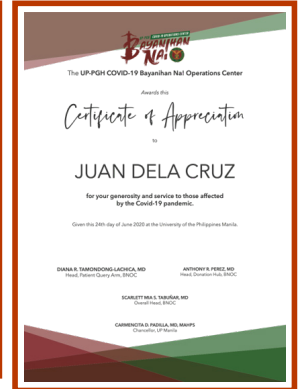 BAYANIHAN
NA!
The UP-PGH COVID-19 Bayanihan Na! Operations Center
Awards this
Certificate of Appreciation
to
JUAN DELA CRUZ
for your generosity and service to those affected
by the Covid-19 pandemic.
Given this 24th day of June 2020 at the University of the Philippines Manila.
DIANA R. TAMONDONG-LACHICA, MD ANTHONY R. PEREZ, MD
Head, Patient Query Arm, BNOC Head, Donation Hub, BNOC
SCARLETT MIA S. TABUÑAR, MD
Overall Head, BNOC
CARMENCITA D. PADILLA, MD, MAHPS
Chancellor, UP Manila